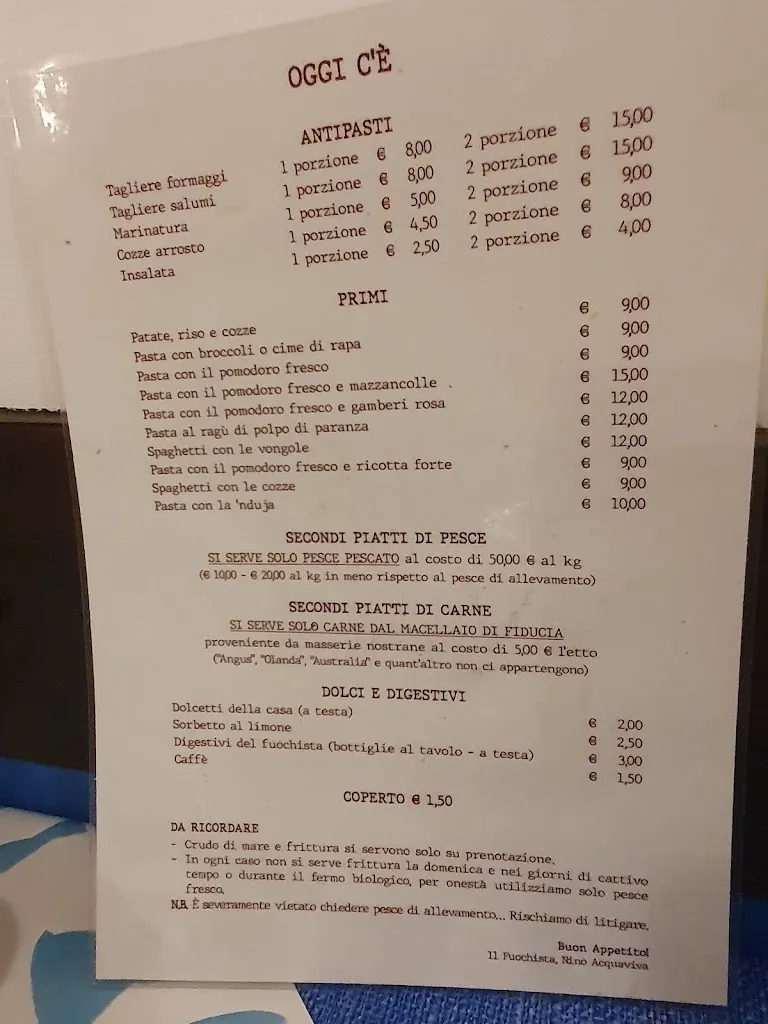 OGGI C'È
ANTIPASTI
Tagliere formaggi 1 porzione € 8,00 2 porzione € 15,00
Tagliere salumi 1 porzione € 8,00 2 porzione € 15,00
Marinatura 1 porzione € 5,00 2 porzione € 9,00
Cozze arrosto 1 porzione € 4,50 2 porzione € 8,00
Insalata 1 porzione € 2,50 2 porzione € 4,00
PRIMI
Patate, riso e cozze € 9,00
Pasta con broccoli o cime di rapa € 9,00
Pasta con il pomodoro fresco € 9,00
Pasta con il pomodoro fresco e mazzancolle . € 15,00
Pasta con il pomodoro fresco e gamberi rosa € 12,00
Pasta al ragù di polpo di paranza € 12,00
Spaghetti con le vongole € 12,00
Pasta con il pomodoro fresco e ricotta forte € 9,00
Spaghetti con le cozze € 9,00
Pasta con la 'nduja € 10,00
SECONDI PIATTI DI PESCE
SI SERVE SOLO PESCE PESCATO al costo di 50,00 € al kg
(€ 10,00 - € 20,00 al kg in meno rispetto al pesce di allevamento)
SECONDI PIATTI DI CARNE
SI SERVE SOLO CARNE DAL MACELLAIO DI FIDUCIA
proveniente da masserie nostrane al costo di 5,00 € l'etto
("Angus", "Olanda", "Australia" e quant'altro non ci appartengono)
DOLCI E DIGESTIVI
Dolcetti della casa (a testa) € 2,00
Sorbetto al limone € 2,50
Digestivi del fuochista (bottiglie al tavolo - a testa) € 3,00
Caffè € 1,50
COPERTO € 1,50
DA RICORDARE
- Crudo di mare e frittura si servono solo su prenotazione.
- In ogni caso non si serve frittura la domenica e nei giorni di cattivo
tempo o durante il fermo biologico, per onestà utilizziamo solo pesce
fresco.
N.B. È severamente vietato chiedere pesce di allevamento... Rischiamo di litigare.
Buon Appetito!
Il Fuochista, Nino Acquaviva